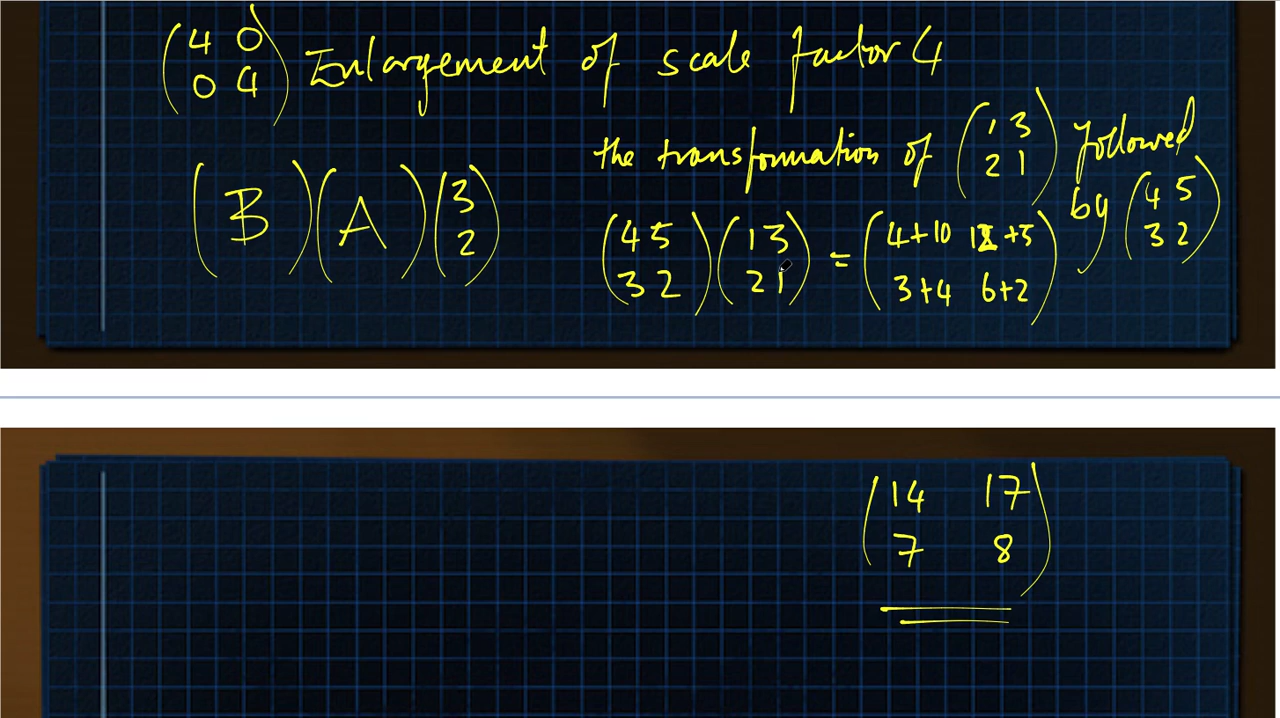 (4 0
0 4) Enlargement of scale factor 4
the transformation of (1 3
2 1) followed
by (4 5
3 2)
(B)(A)(3
2)
(4 5
3 2)(1 3
2 1) = (4+10 12+5
3+4 6+2)
(14 17
7 8)